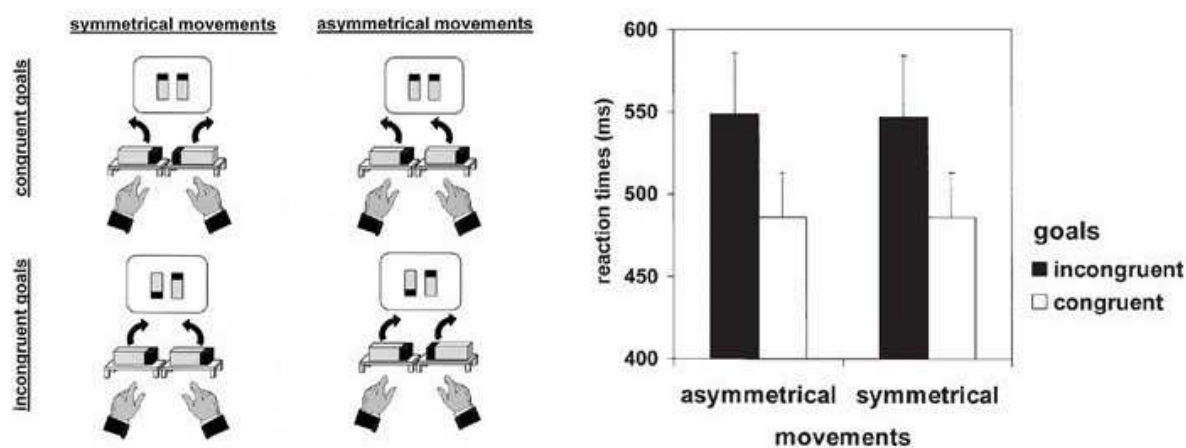 symmetrical movements
asymmetrical movements
congruent goals
incongruent goals
600
550
500
450
400
reaction times (ms)
asymmetrical symmetrical
movements
goals
incongruent
congruent